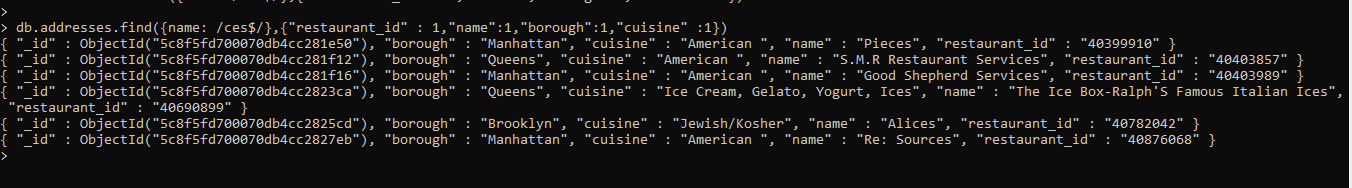 >
> db.addresses.find({name: /ces$/},{"restaurant_id" : 1,"name":1,"borough":1,"cuisine" :1})
{ "_id" : ObjectId("5c8f5fd700070db4cc281e50"), "borough" : "Manhattan", "cuisine" : "American ", "name" : "Pieces", "restaurant_id" : "40399910" }
{ "_id" : ObjectId("5c8f5fd700070db4cc281f12"), "borough" : "Queens", "cuisine" : "American ", "name" : "S.M.R Restaurant Services", "restaurant_id" : "40403857" }
{ "_id" : ObjectId("5c8f5fd700070db4cc281f16"), "borough" : "Manhattan", "cuisine" : "American ", "name" : "Good Shepherd Services", "restaurant_id" : "40403989" }
{ "_id" : ObjectId("5c8f5fd700070db4cc2823ca"), "borough" : "Queens", "cuisine" : "Ice Cream, Gelato, Yogurt, Ices", "name" : "The Ice Box-Ralph'S Famous Italian Ices",
"restaurant_id" : "40690899" }
{ "_id" : ObjectId("5c8f5fd700070db4cc2825cd"), "borough" : "Brooklyn", "cuisine" : "Jewish/Kosher", "name" : "Alices", "restaurant_id" : "40782042" }
{ "_id" : ObjectId("5c8f5fd700070db4cc2827eb"), "borough" : "Manhattan", "cuisine" : "American ", "name" : "Re: Sources", "restaurant_id" : "40876068" }
>